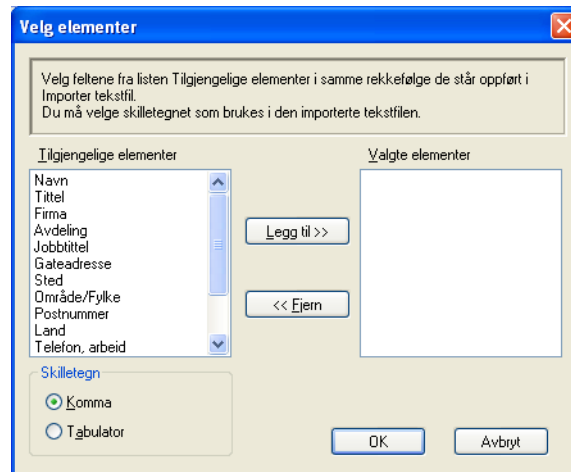 Velg elementer
Velg feltene fra listen Tilgjengelige elementer i samme rekkefølge de står oppført i
Importer tekstfil.
Du må velge skilletegnet som brukes i den importerte tekstfilen.
Tilgjengelige elementer
Valgte elementer
Navn
Tittel
Firma
Avdeling
Jobbtittel
Gateadresse
Sted
Område/Fylke
Postnummer
Land
Telefon, arbeid
Legg til >>
<< Fjern
Skilletegn
Komma
Tabulator
OK
Avbryt